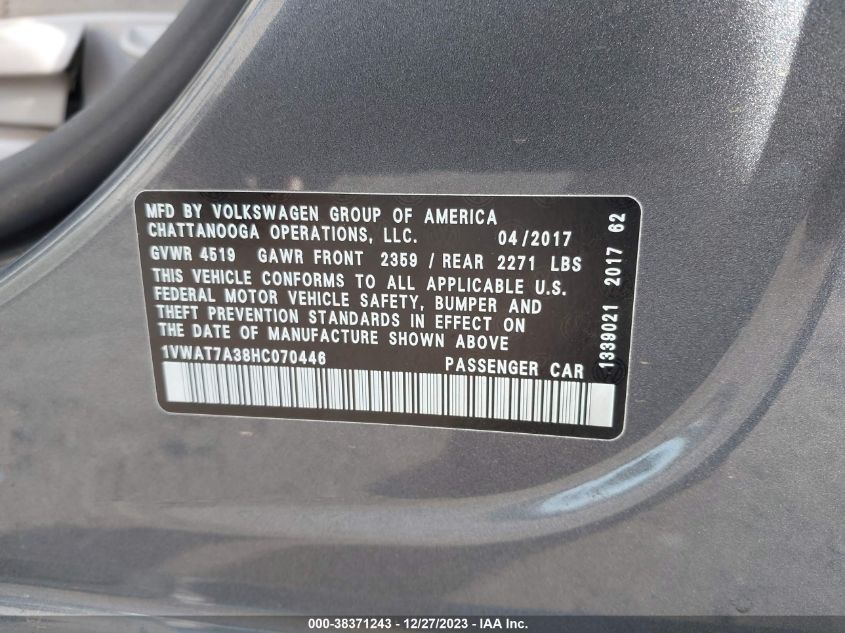 MFD BY VOLKSWAGEN GROUP OF AMERICA
CHATTANOOGA OPERATIONS, LLC. 04/2017
GVWR 4519 GAWR FRONT 2359 / REAR 2271 LBS
THIS VEHICLE CONFORMS TO ALL APPLICABLE U.S.
FEDERAL MOTOR VEHICLE SAFETY, BUMPER AND
THEFT PREVENTION STANDARDS IN EFFECT ON
THE DATE OF MANUFACTURE SHOWN ABOVE
1VWAT7A38HC070446 PASSENGER CAR
1339021 2017 62
000-38371243 - 12/27/2023 - IAA Inc.